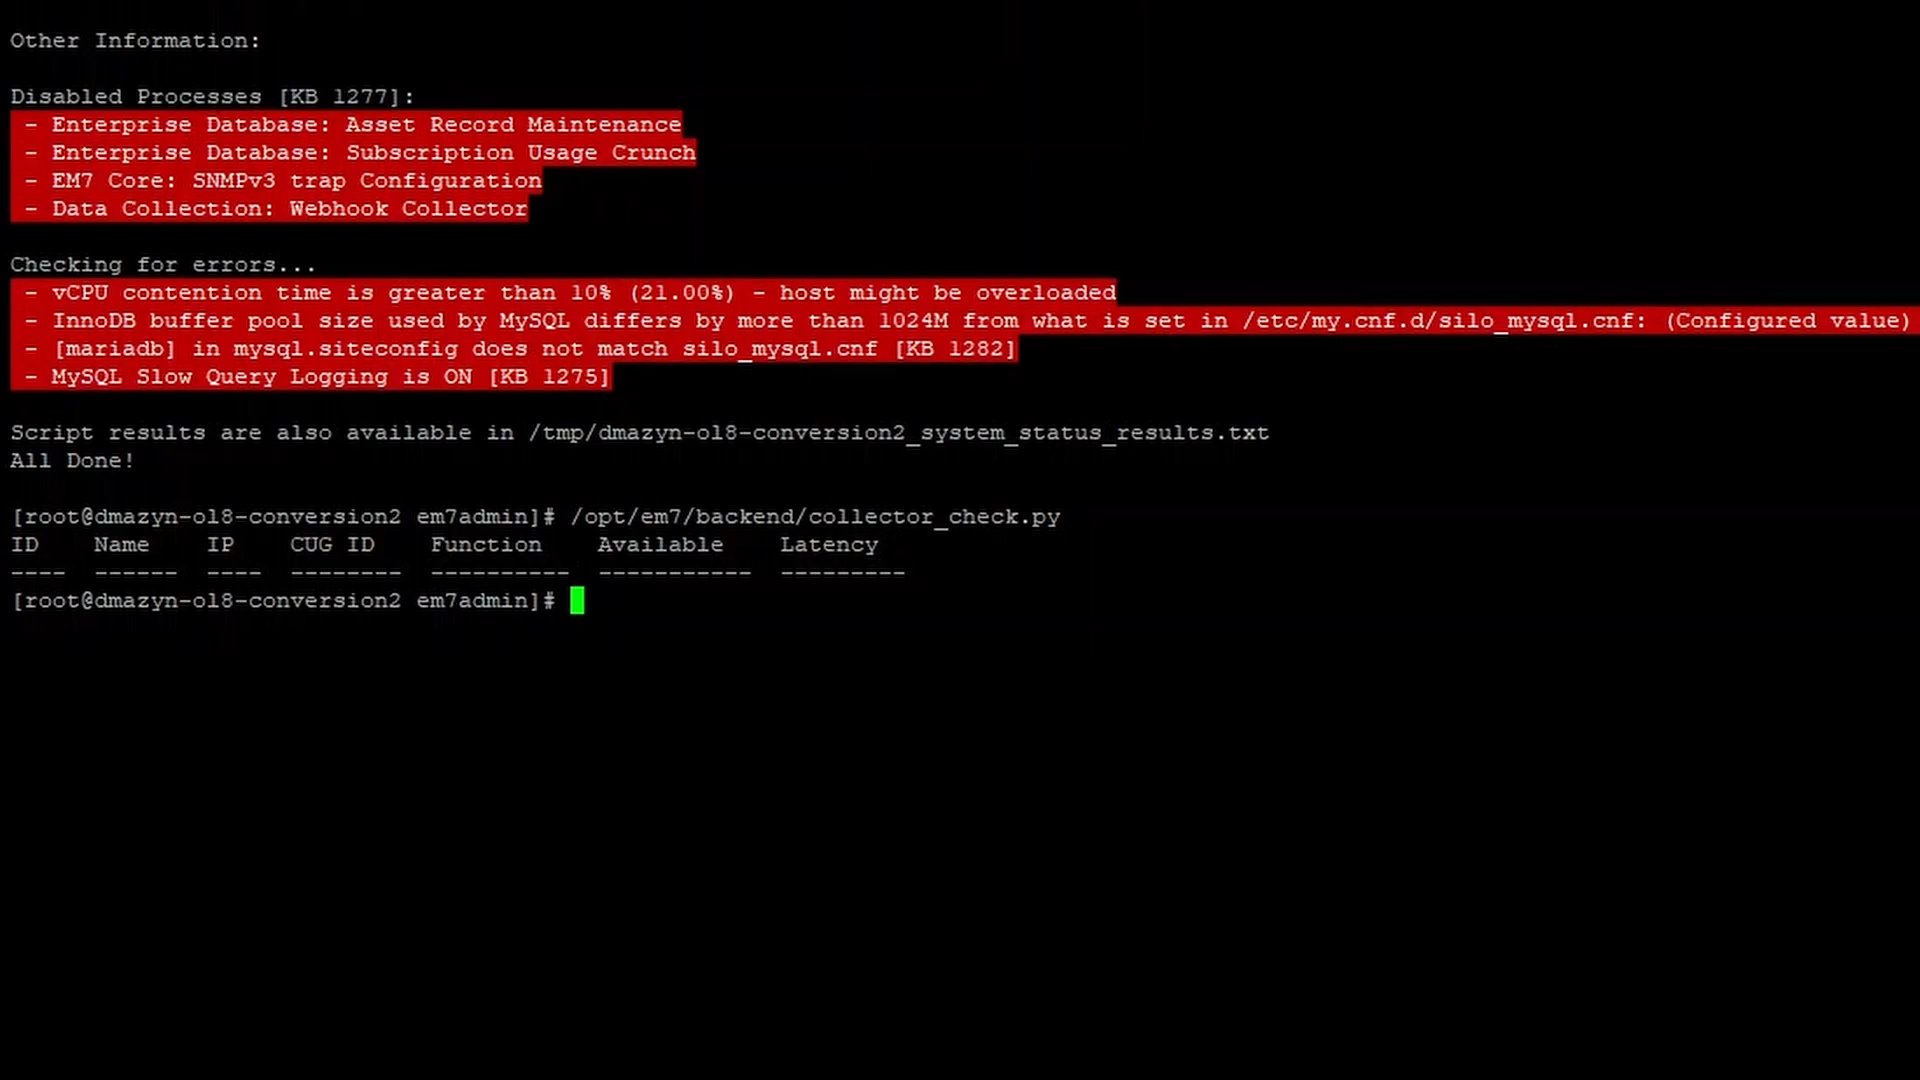 Other Information:
Disabled Processes [KB 1277]:
- Enterprise Database: Asset Record Maintenance
- Enterprise Database: Subscription Usage Crunch
- EM7 Core: SNMPv3 trap Configuration
- Data Collection: Webhook Collector
Checking for errors...
- vCPU contention time is greater than 10% (21.00%) - host might be overloaded
- InnoDB buffer pool size used by MySQL differs by more than 1024M from what is set in /etc/my.cnf.d/silo_mysql.cnf: (Configured value)
- [mariadb] in mysql.siteconfig does not match silo_mysql.cnf [KB 1282]
- MySQL Slow Query Logging is ON [KB 1275]
Script results are also available in /tmp/dmazyn-ol8-conversion2_system_status_results.txt
All Done!
[root@dmazyn-ol8-conversion2 em7admin]# /opt/em7/backend/collector_check.py
ID Name IP CUG ID Function Available Latency
---- ------ ---- -------- ---------- ----------- ---------
[root@dmazyn-ol8-conversion2 em7admin]#